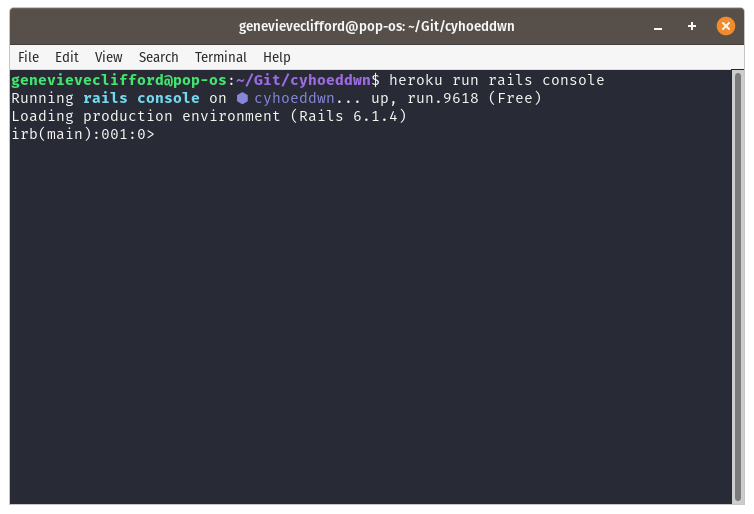 genevieveclifford@pop-os: ~/Git/cyhoeddwn
File Edit View Search Terminal Help
genevieveclifford@pop-os:~/Git/cyhoeddwn$ heroku run rails console
Running rails console on ⬢ cyhoeddwn... up, run.9618 (Free)
Loading production environment (Rails 6.1.4)
irb(main):001:0>